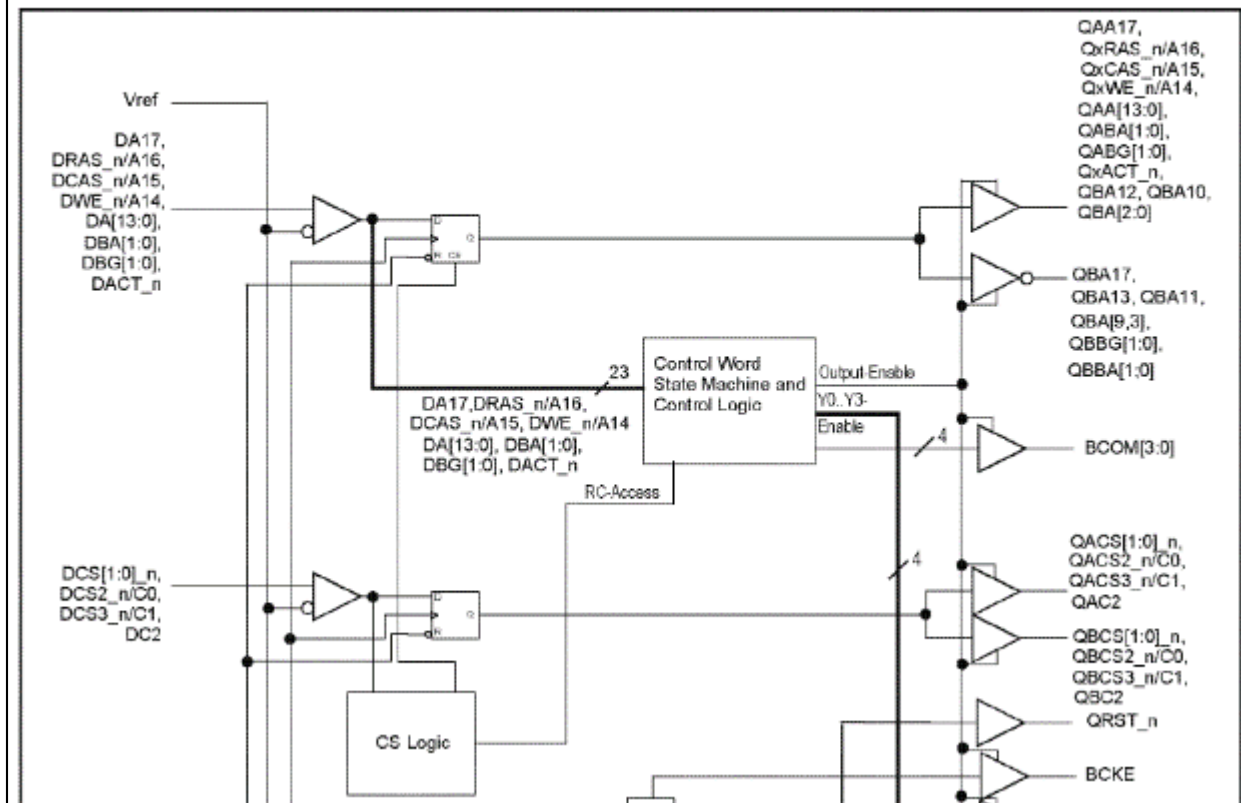 QAA17,
QxRAS_n/A16,
QxCAS_n/A15,
QxWE_n/A14,
QAA[13:0],
QABA[1:0],
QABG[1:0],
QxACT_n,
QBA12, QBA10,
QBA[2:0]
Vref
DA17,
DRAS_n/A16,
DCAS_n/A15,
DWE_n/A14,
DA[13:0],
DBA[1:0],
DBG[1:0],
DACT_n
D
Q
R CS
QBA17,
QBA13, QBA11,
QBA[9,3],
QBBG[1:0],
QBBA[1;0]
23
DA17,DRAS_n/A16,
DCAS_n/A15, DWE_n/A14
DA[13:0], DBA[1:0],
DBG[1:0], DACT_n
Control Word
State Machine and
Control Logic
Output-Enable
Y0..Y3-
Enable
4
BCOM[3:0]
RC-Access
4
DCS[1:0]_n,
DCS2_n/C0,
DCS3_n/C1,
DC2
D
Q
R
QACS[1:0]_n,
QACS2_n/C0,
QACS3_n/C1,
QAC2
QBCS[1:0]_n,
QBCS2_n/C0,
QBCS3_n/C1,
QBC2
CS Logic
QRST_n
BCKE